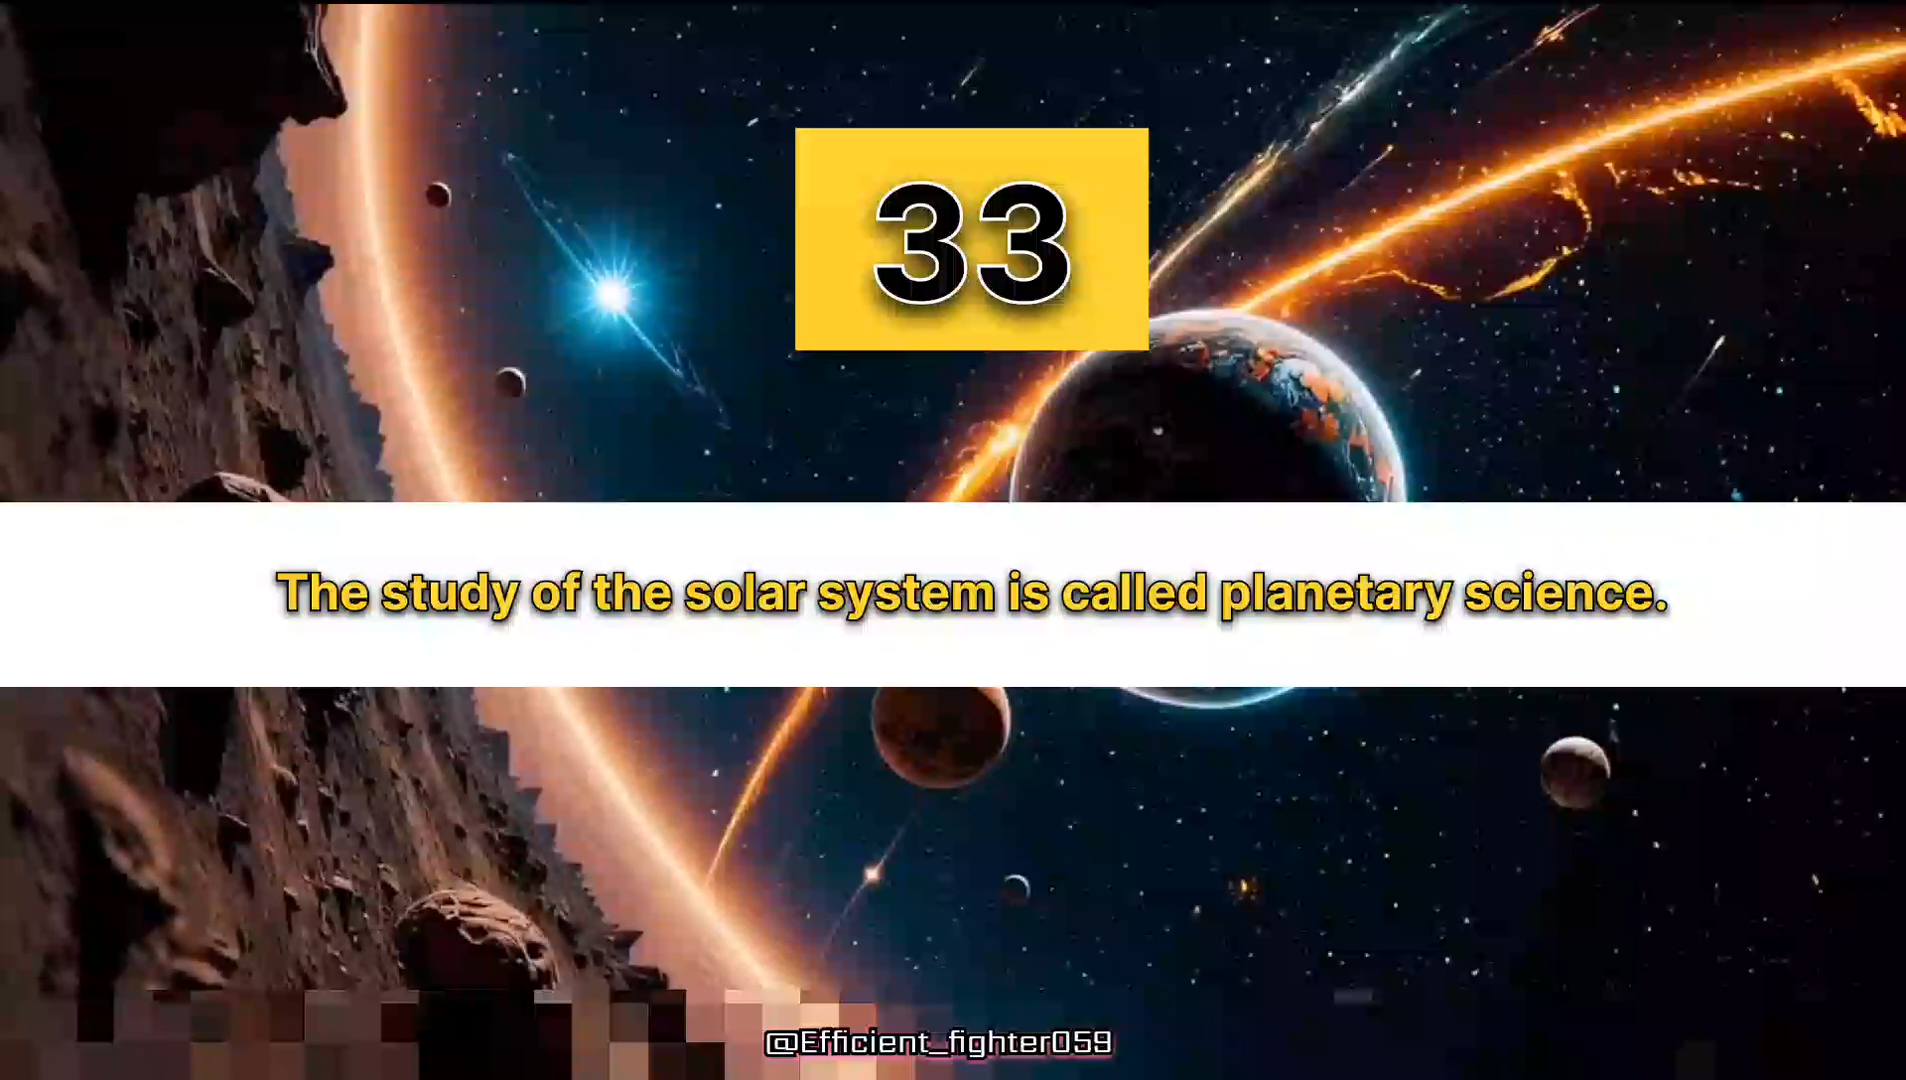 33
The study of the solar system is called planetary science.
@Efficient_fighter059